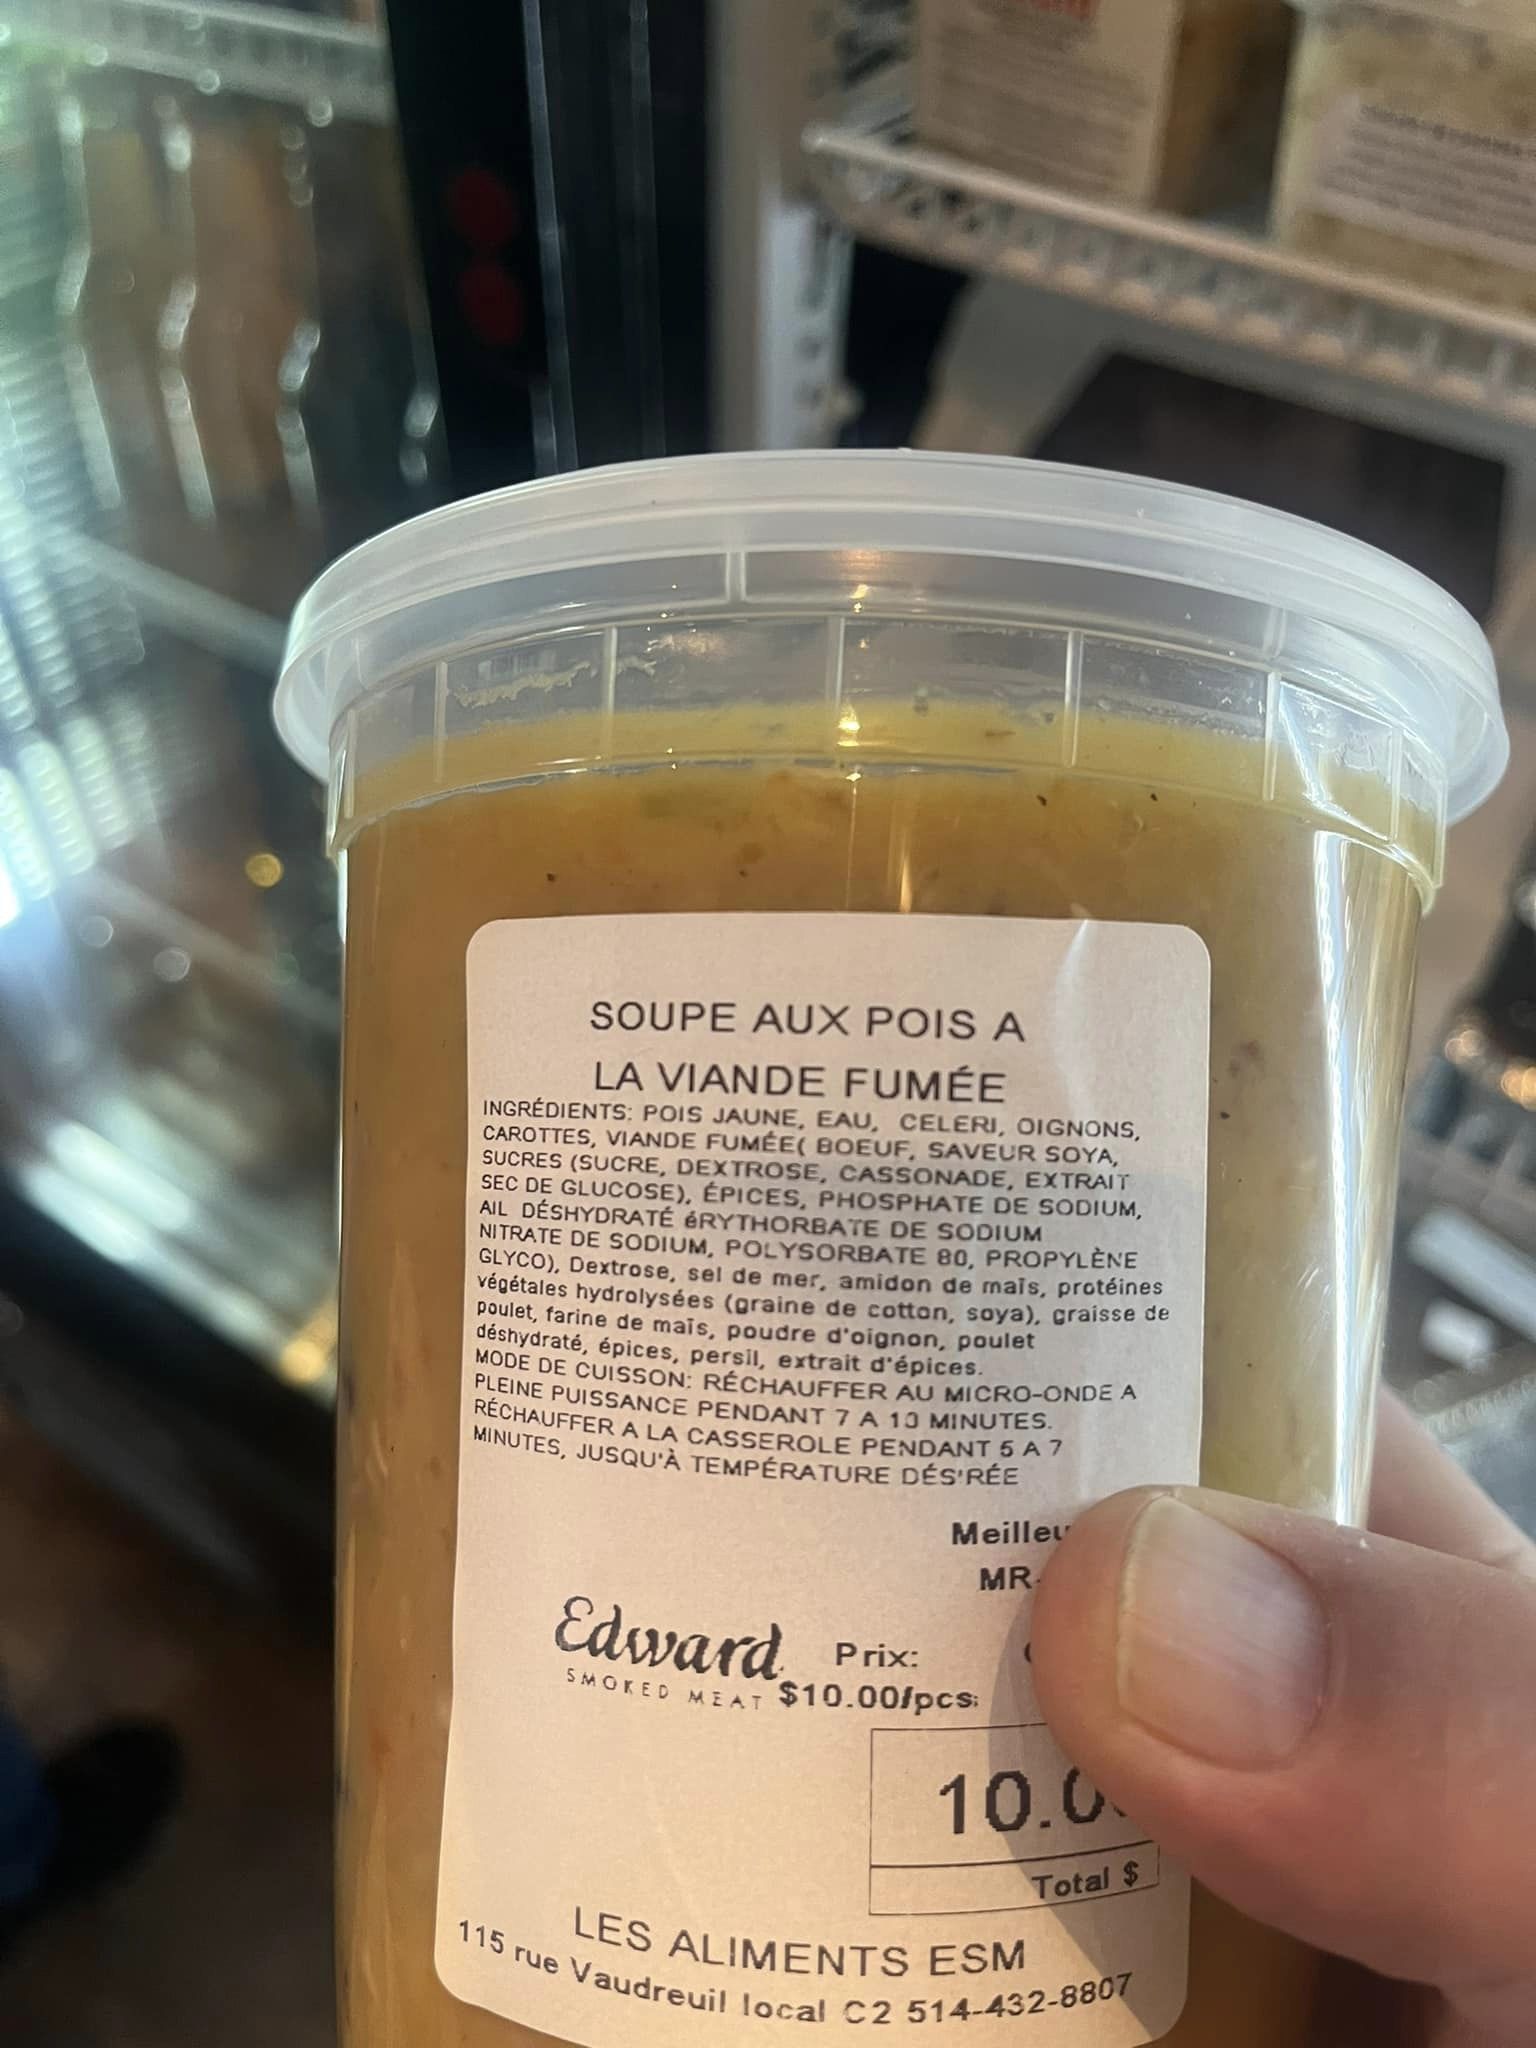 SOUPE AUX POIS A
LA VIANDE FUMÉE
INGRÉDIENTS: POIS JAUNE, EAU, CELERI, OIGNONS,
CAROTTES, VIANDE FUMÉE( BOEUF, SAVEUR SOYA,
SUCRES (SUCRE, DEXTROSE, CASSONADE, EXTRAIT
SEC DE GLUCOSE), ÉPICES, PHOSPHATE DE SODIUM,
AIL DÉSHYDRATÉ éRYTHORBATE DE SODIUM
NITRATE DE SODIUM, POLYSORBATE 80, PROPYLÈNE
GLYCO), Dextrose, sel de mer, amidon de maïs, protéines
végétales hydrolysées (graine de cotton, soya), graisse de
poulet, farine de maïs, poudre d'oignon, poulet
déshydraté, épices, persil, extrait d'épices.
MODE DE CUISSON: RÉCHAUFFER AU MICRO-ONDE A
PLEINE PUISSANCE PENDANT 7 A 10 MINUTES.
RÉCHAUFFER A LA CASSEROLE PENDANT 5 A 7
MINUTES, JUSQU'À TEMPÉRATURE DÉSIRÉE
MR-
Edward
SMOKED MEAT
Prix:
$10.00/pcs
10.0
Total $
LES ALIMENTS ESM
115 rue Vaudreuil local C2 514-432-8807